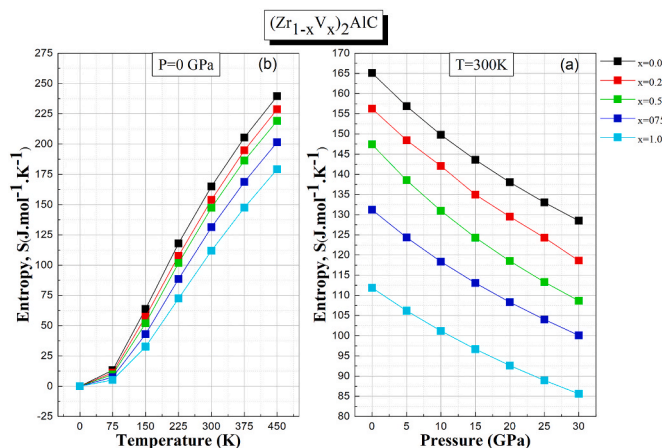 (Zr1-xVx)2AlC
P=0 GPa
(b)
T=300K
(a)
x=0.0
x=0.2
x=0.5
x=075
x=1.0
Entropy, S(J.mol-1.K-1)
275
250
225
200
175
150
125
100
75
50
25
0
-25
0 75 150 225 300 375 450
Temperature (K)
Entropy, S(J.mol-1.K-1)
170
165
160
155
150
145
140
135
130
125
120
115
110
105
100
95
90
85
80
0 5 10 15 20 25 30
Pressure (GPa)